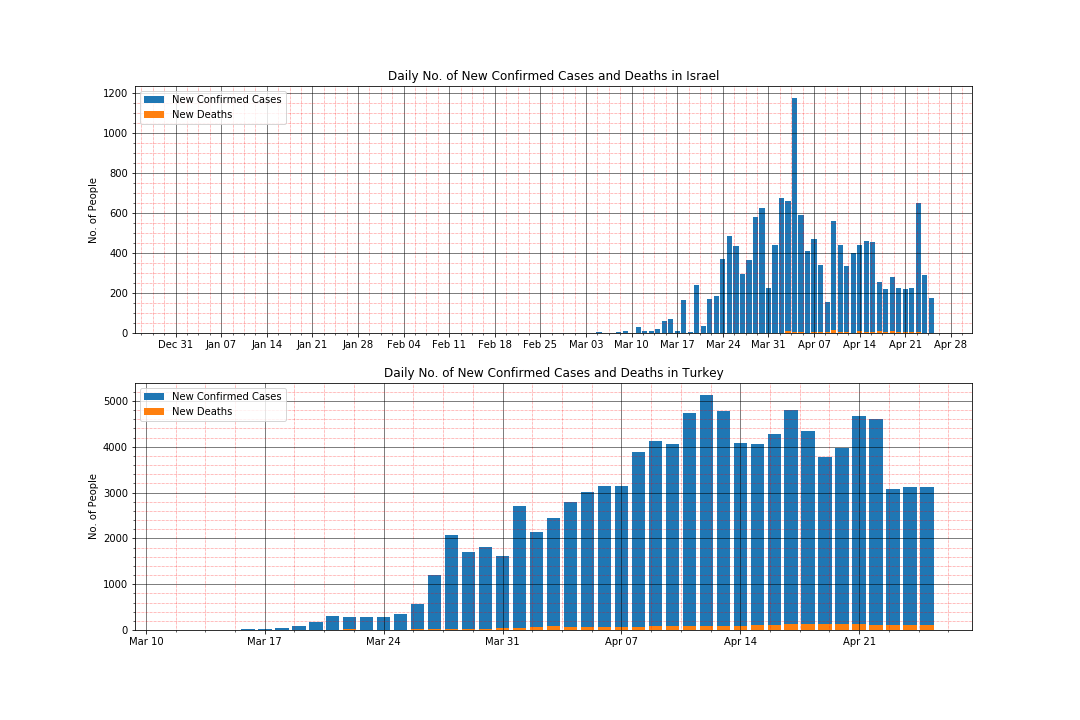 Daily No. of New Confirmed Cases and Deaths in Israel
No. of People
1200
1000
800
600
400
200
0
New Confirmed Cases
New Deaths
Dec 31 Jan 07 Jan 14 Jan 21 Jan 28 Feb 04 Feb 11 Feb 18 Feb 25 Mar 03 Mar 10 Mar 17 Mar 24 Mar 31 Apr 07 Apr 14 Apr 21 Apr 28
Daily No. of New Confirmed Cases and Deaths in Turkey
No. of People
5000
4000
3000
2000
1000
0
New Confirmed Cases
New Deaths
Mar 10 Mar 17 Mar 24 Mar 31 Apr 07 Apr 14 Apr 21